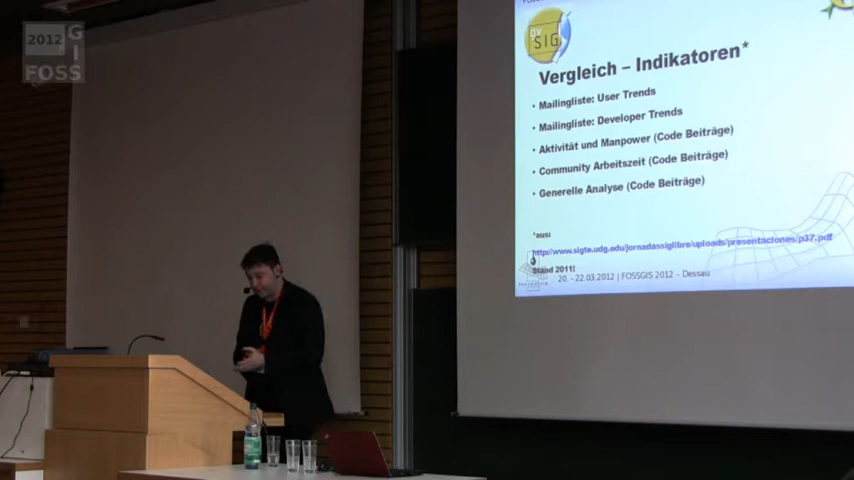 2012
GI
FOSS
gv
SIG
Vergleich – Indikatoren*
• Mailingliste: User Trends
• Mailingliste: Developer Trends
• Aktivität und Manpower (Code Beiträge)
• Community Arbeitszeit (Code Beiträge)
• Generelle Analyse (Code Beiträge)
*aus:
http://www.sigte.udg.edu/jornadassiglibre/uploads/presentaciones/p37.pdf
Stand 2011!
20. - 22.03.2012 | FOSSGIS 2012 – Dessau